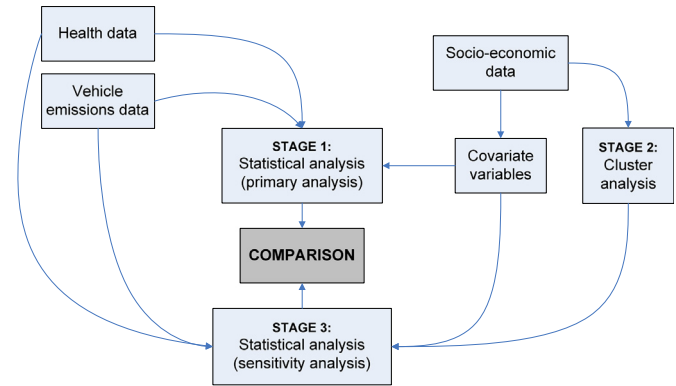 Health data
Socio-economic
data
Vehicle
emissions data
STAGE 1:
Statistical analysis
(primary analysis)
Covariate
variables
STAGE 2:
Cluster
analysis
COMPARISON
STAGE 3:
Statistical analysis
(sensitivity analysis)